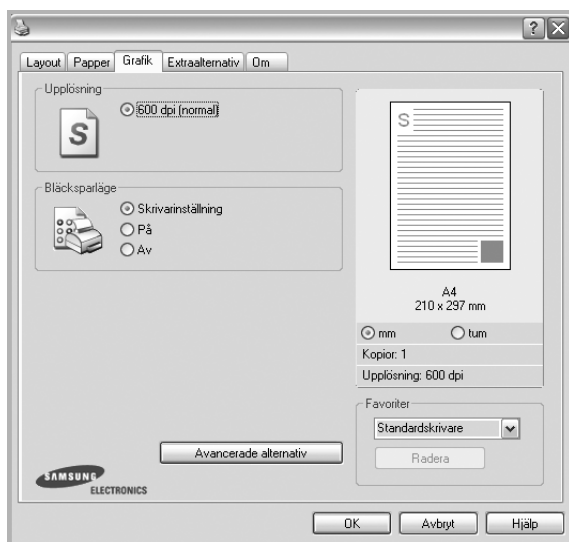 Layout Papper Grafik Extraalternativ Om
Upplösning
S
600 dpi (normal)
Bläcksparläge
Skrivarinställning
På
Av
S
A4
210 x 297 mm
mm tum
Kopior: 1
Upplösning: 600 dpi
Favoriter
Standardskrivare
Radera
Avancerade alternativ
SAMSUNG
ELECTRONICS
OK Avbryt Hjälp